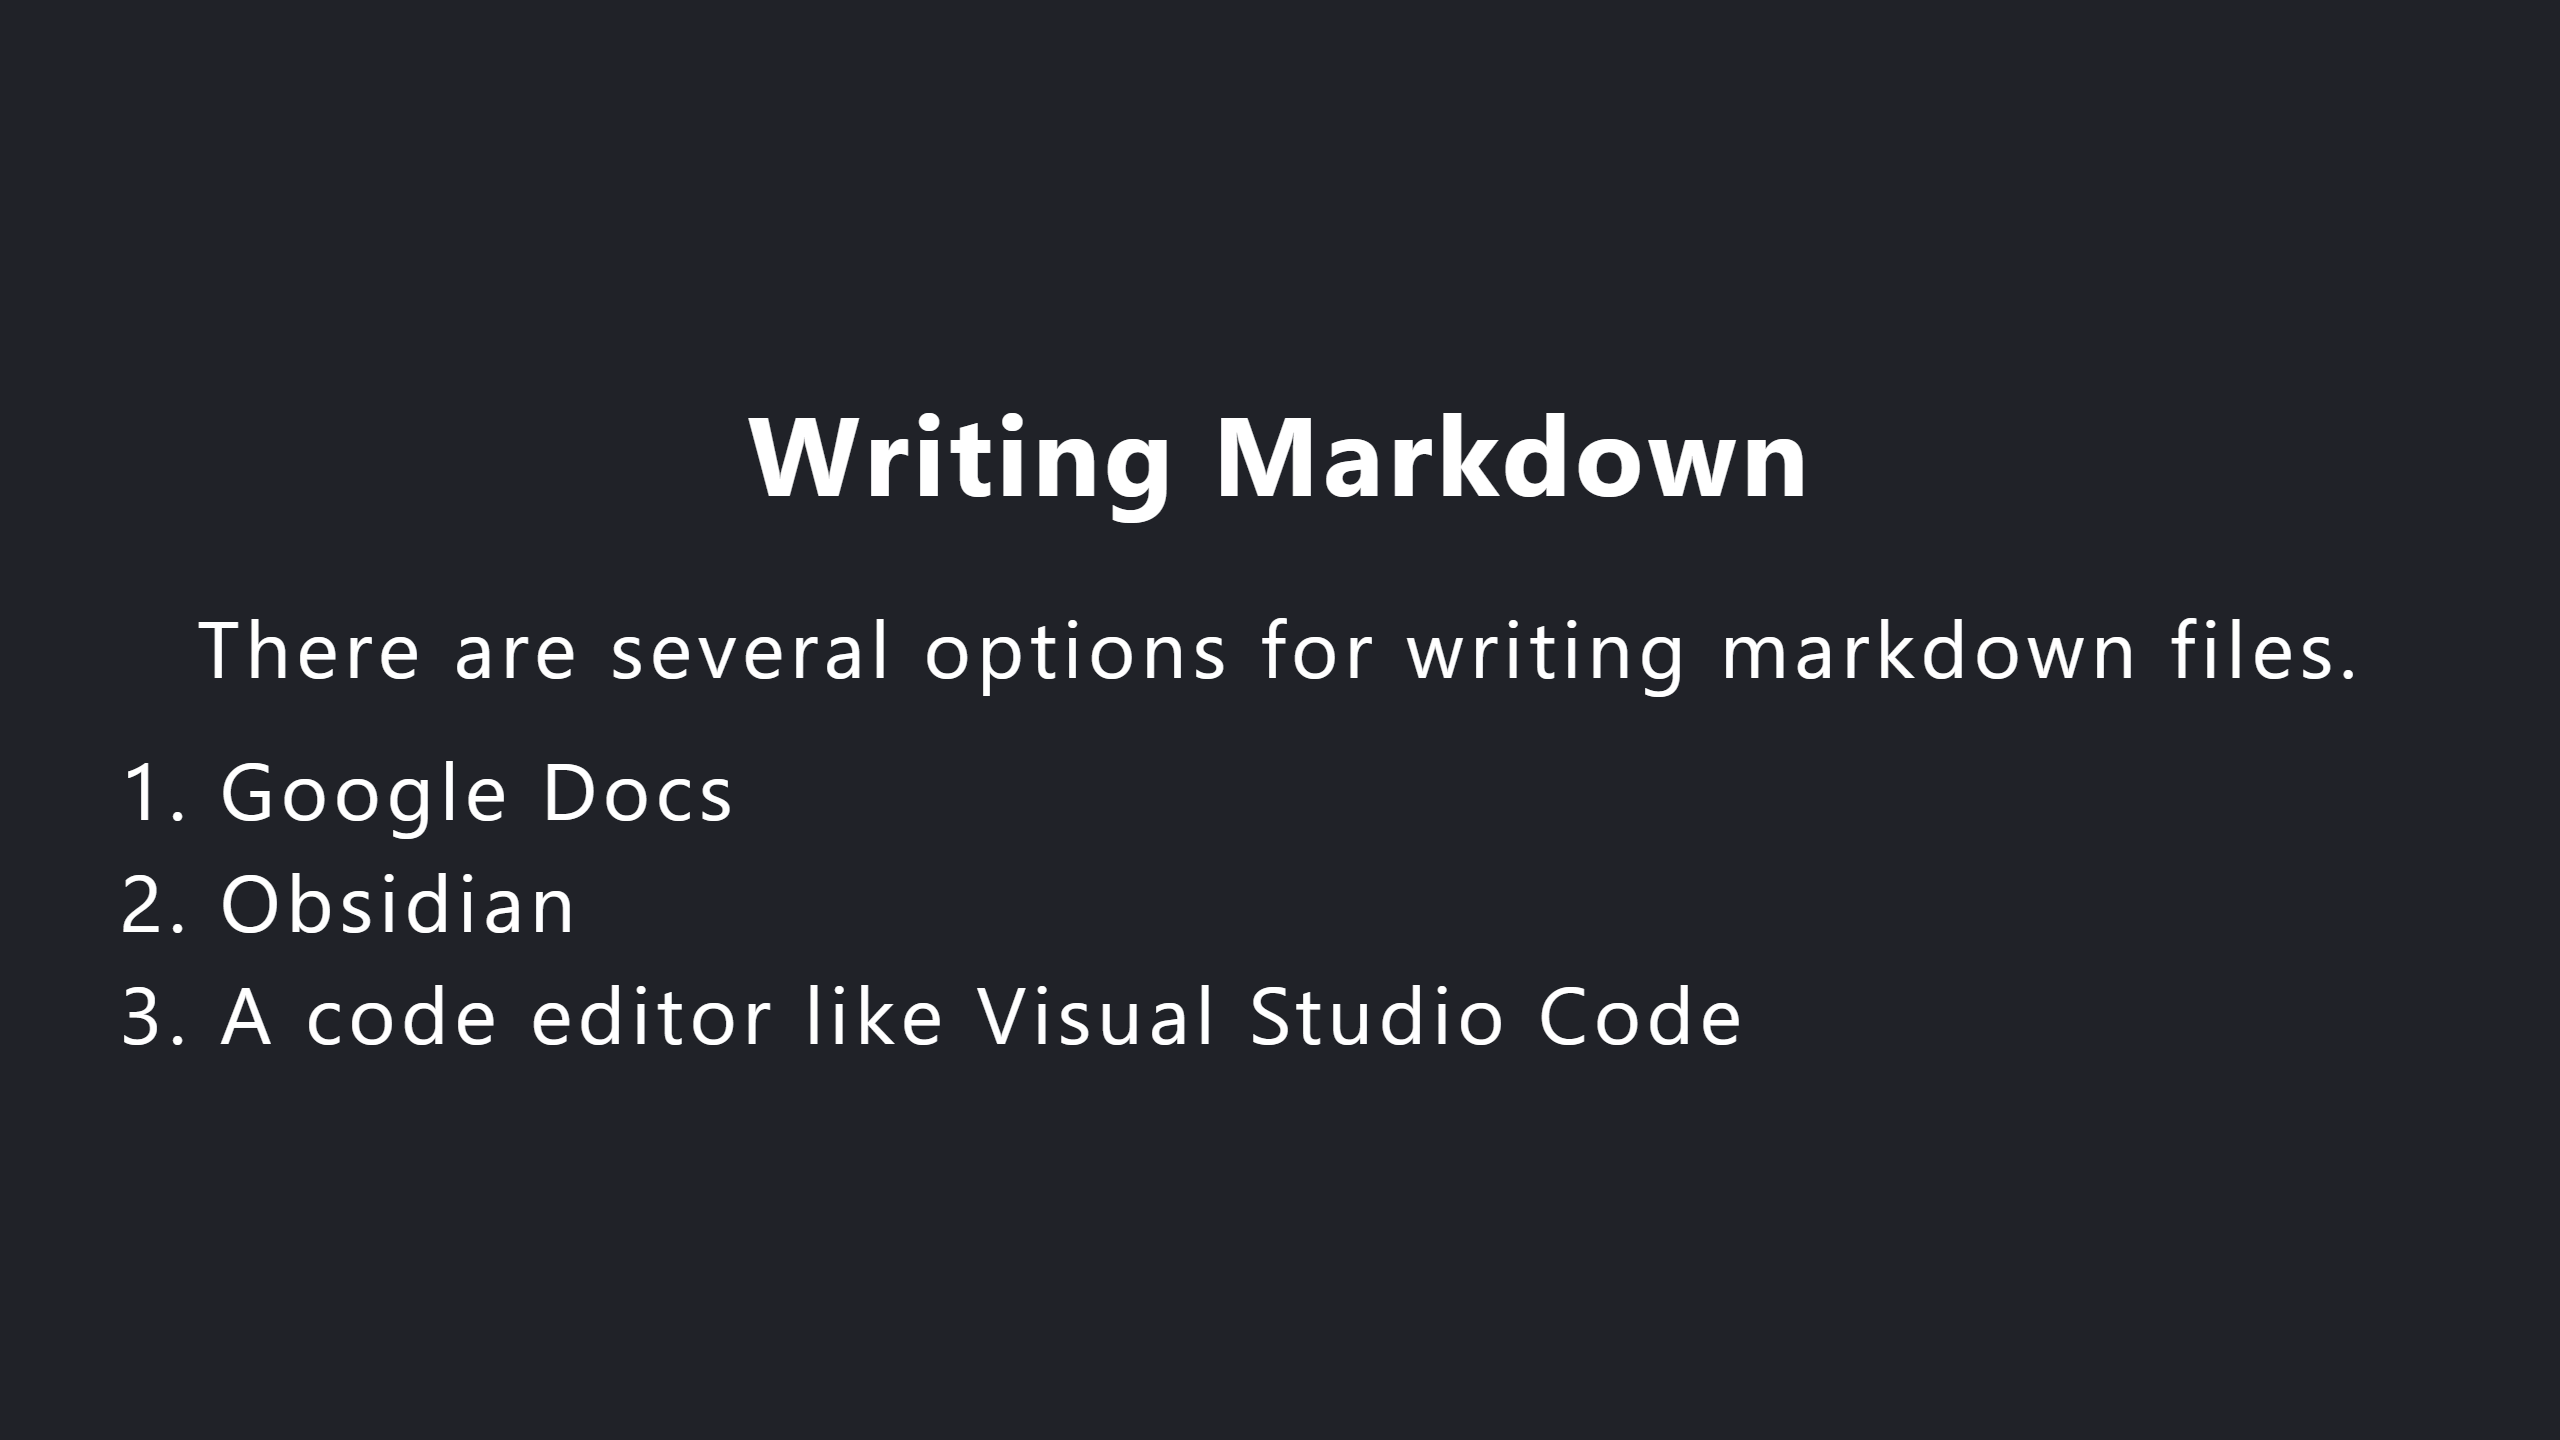 Writing Markdown
There are several options for writing markdown files.
1. Google Docs
2. Obsidian
3. A code editor like Visual Studio Code